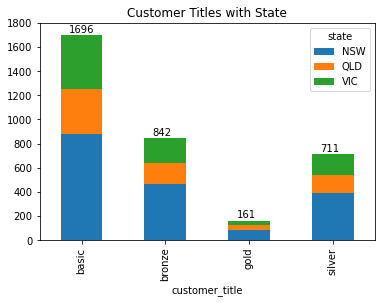 Customer Titles with State
1800
1600
1400
1200
1000
800
600
400
200
0
1696
842
161
711
state
NSW
QLD
VIC
basic
bronze
gold
silver
customer_title